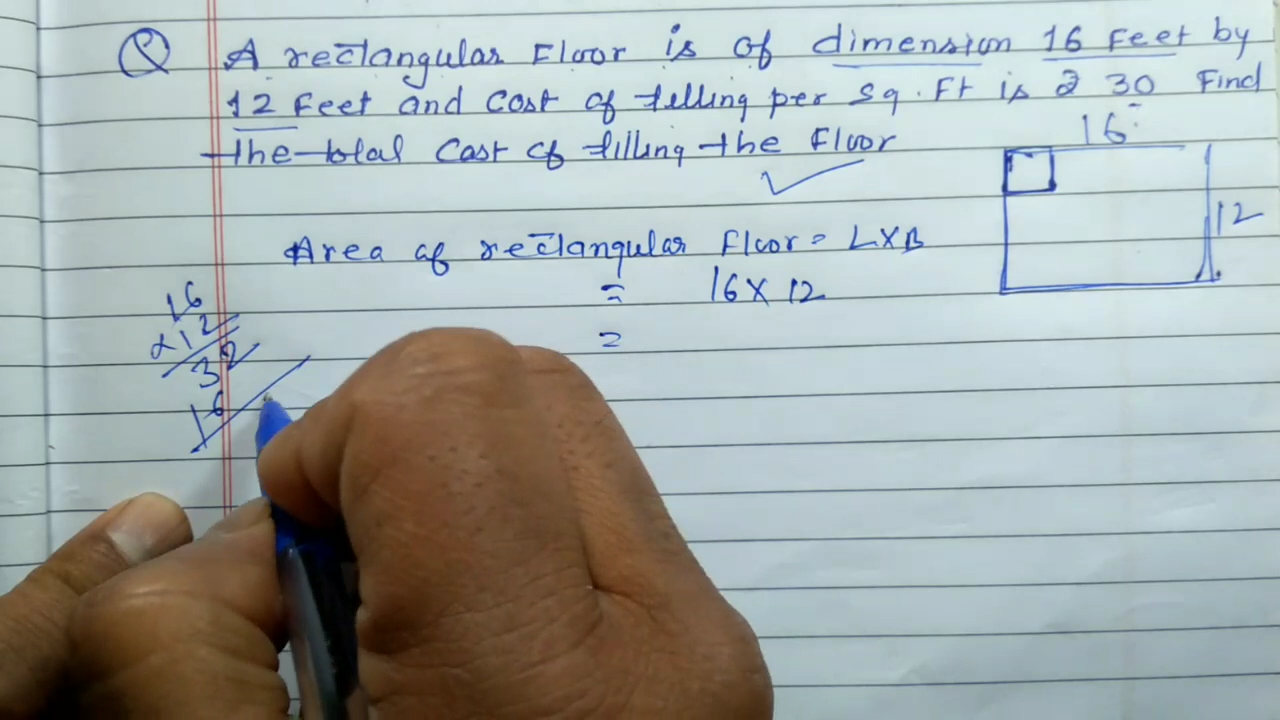 Q A rectangular Floor is of dimension 16 Feet by
12 Feet and cost of tilling per sq. Ft is ₹ 30 Find
the total cost of tilling the Floor
16
12
Area of rectangular Floor = L×B
= 16 × 12
=
16
×12
32
16